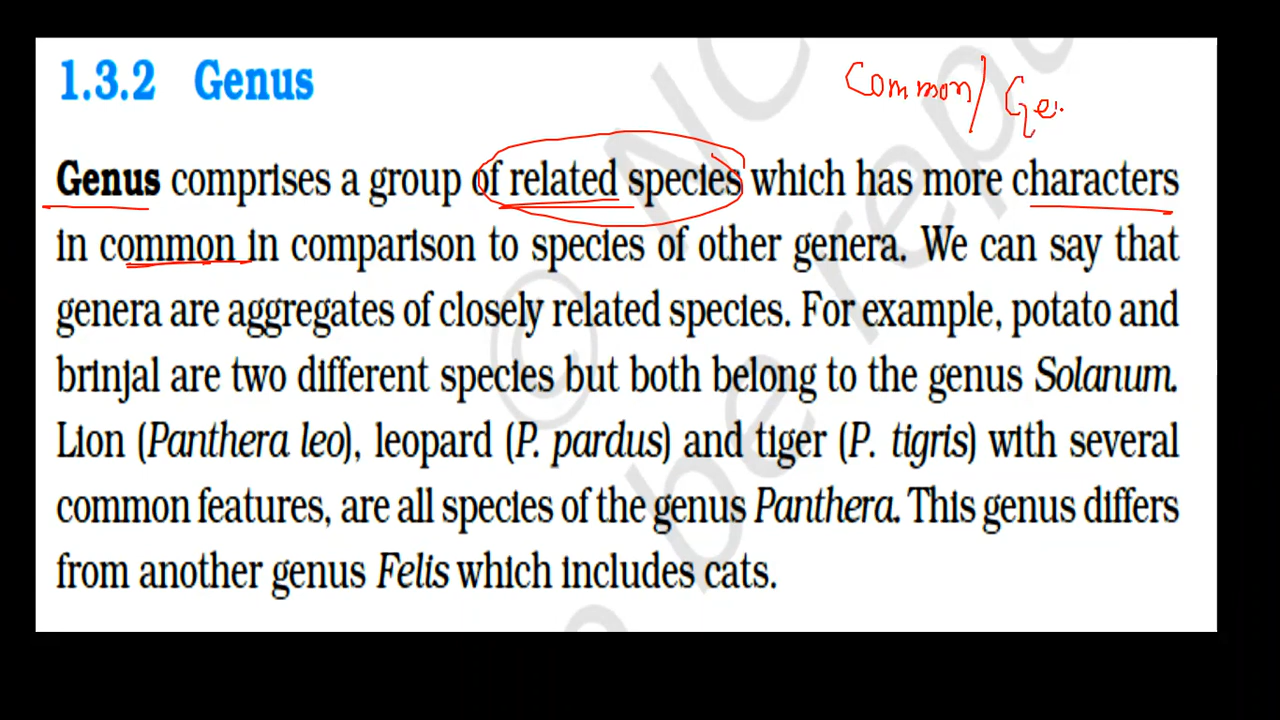 1.3.2 Genus
Common/ Ge
Genus comprises a group of related species which has more characters
in common in comparison to species of other genera. We can say that
genera are aggregates of closely related species. For example, potato and
brinjal are two different species but both belong to the genus Solanum.
Lion (Panthera leo), leopard (P. pardus) and tiger (P. tigris) with several
common features, are all species of the genus Panthera. This genus differs
from another genus Felis which includes cats.